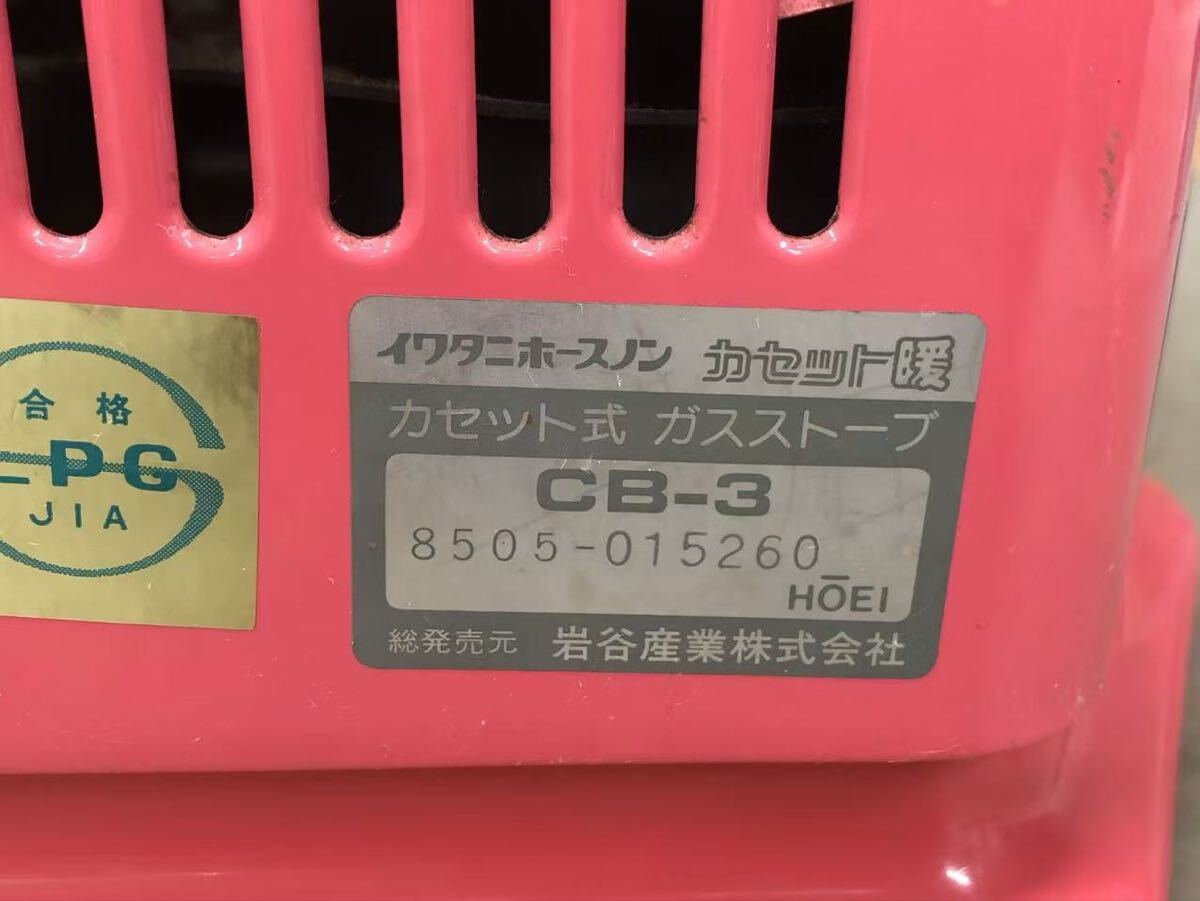 合格
LPG
JIA
イワタニホースノン カセット暖
カセット式 ガスストーブ
CB-3
8505-015260
HŌEI
総発売元 岩谷産業株式会社